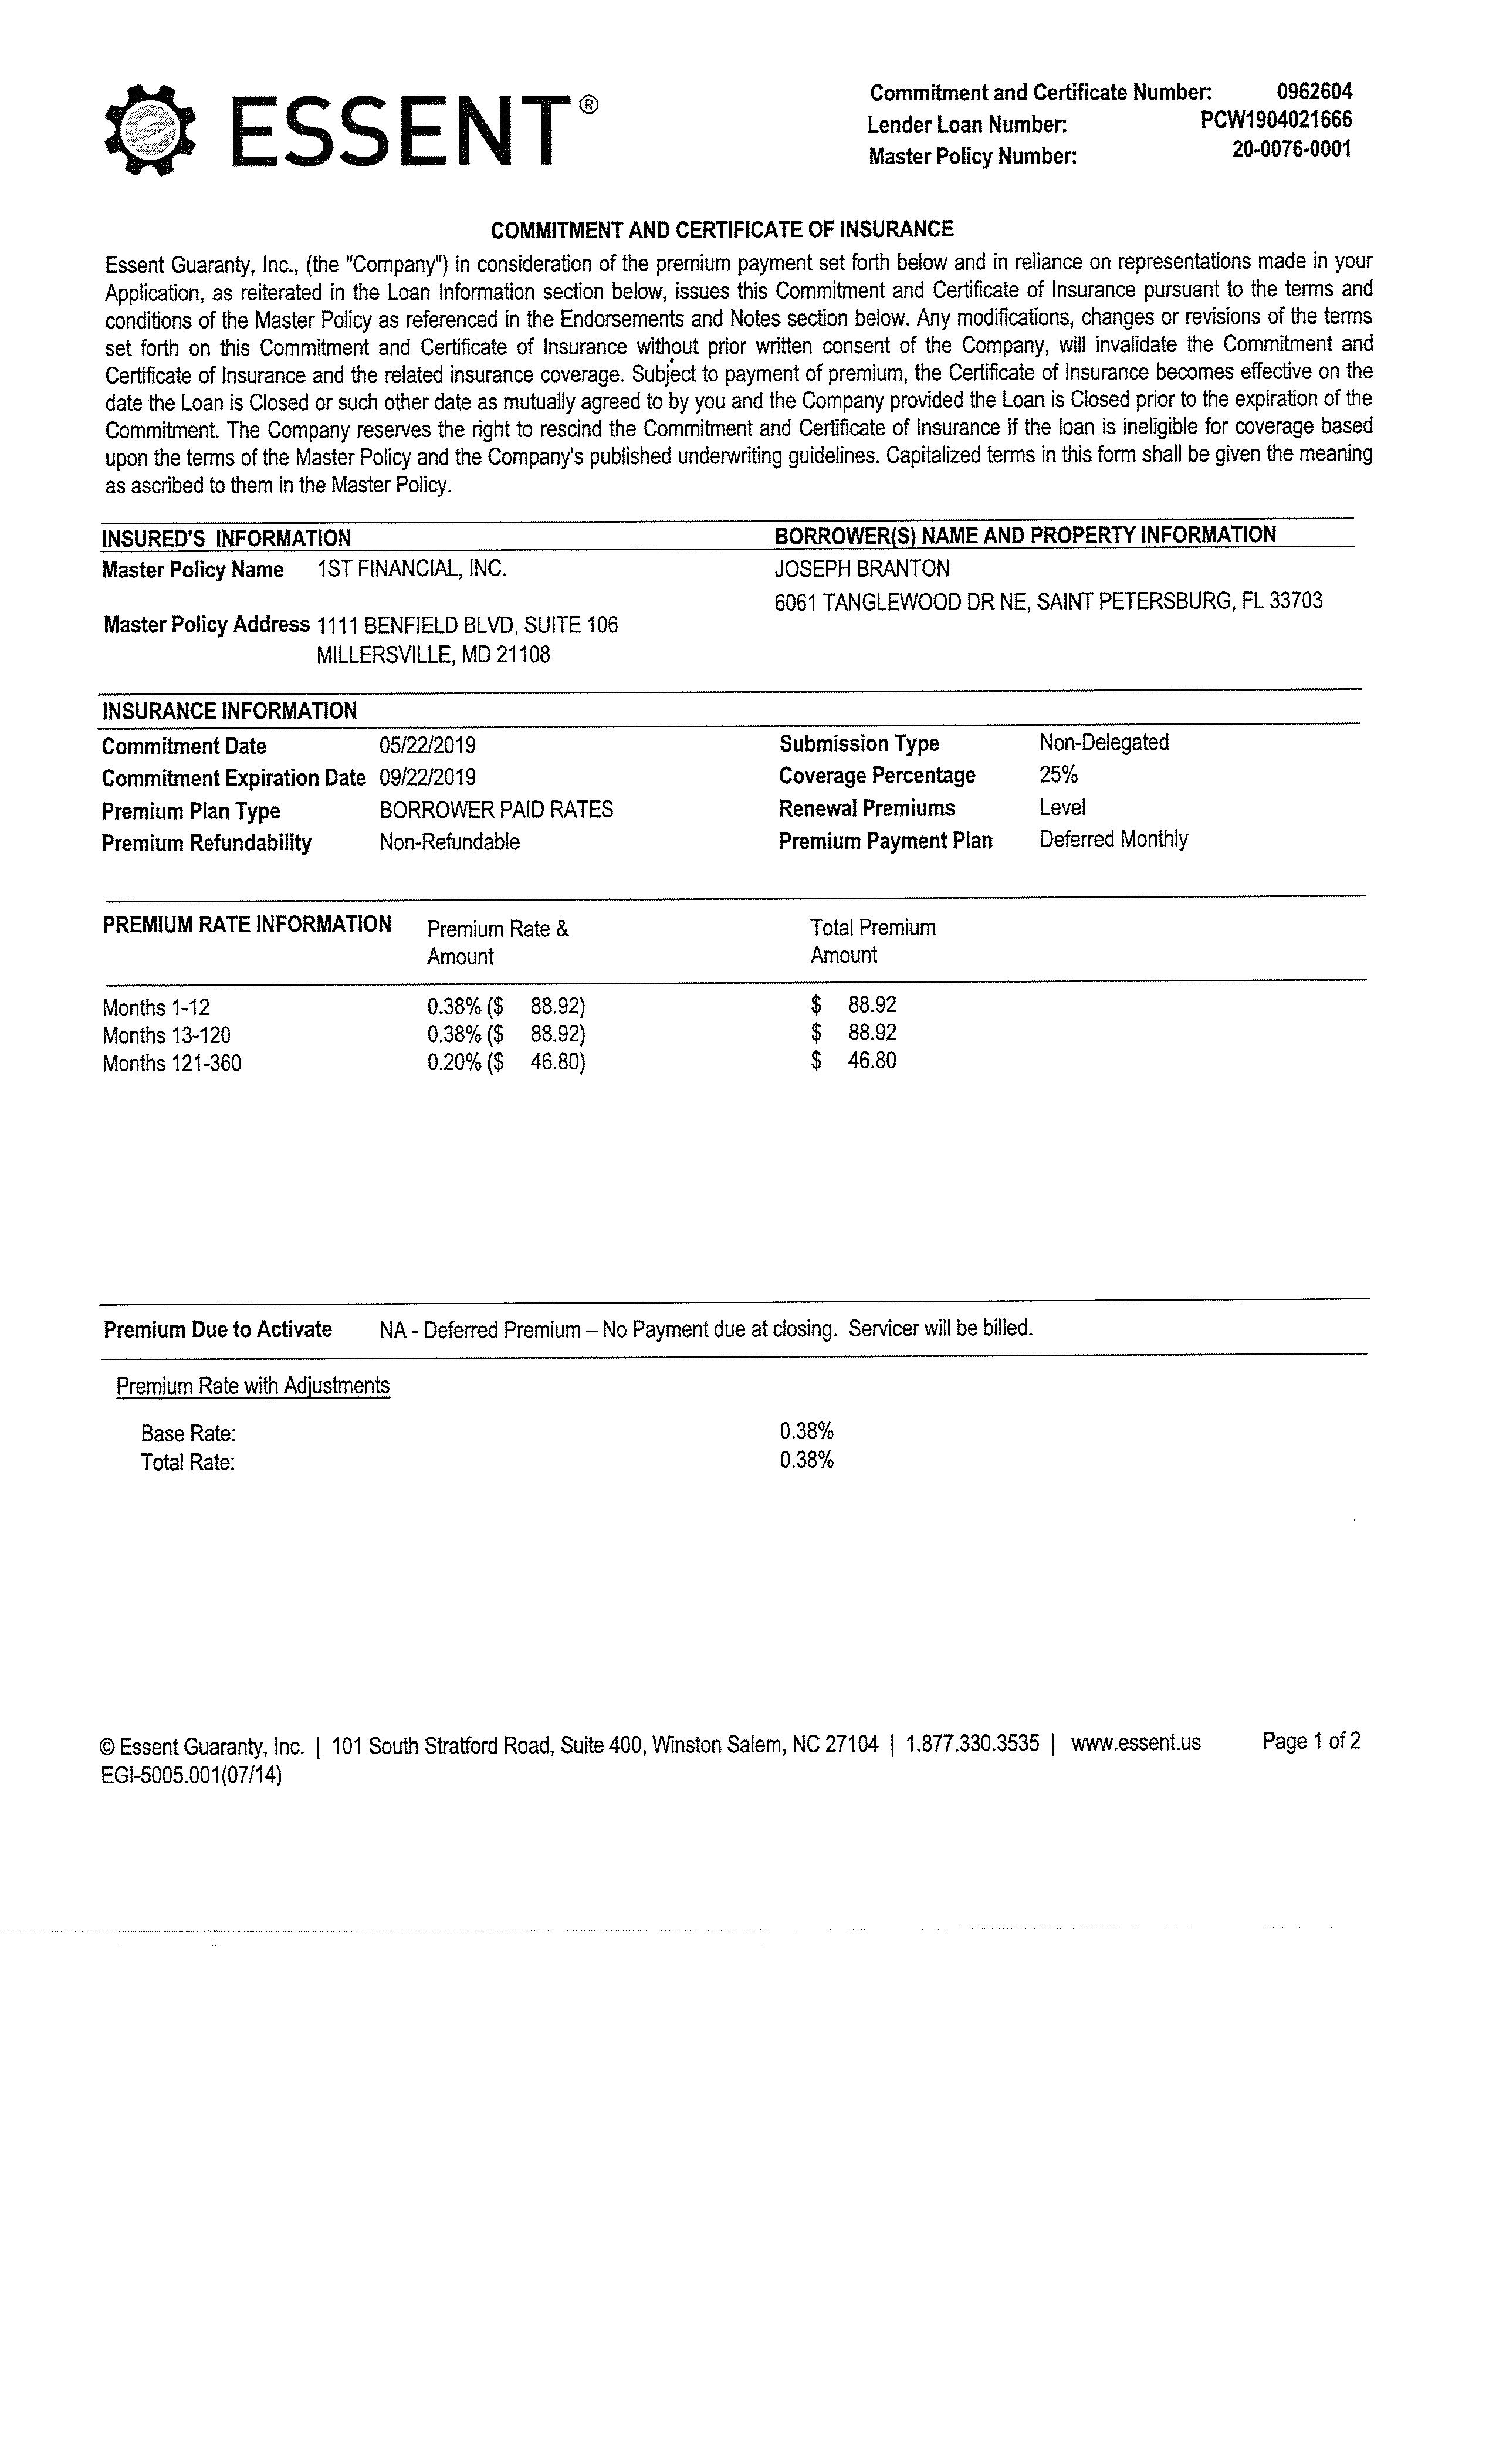 ESSENT®
Commitment and Certificate Number: 0962604
Lender Loan Number: PCW1904021666
Master Policy Number: 20-0076-0001
COMMITMENT AND CERTIFICATE OF INSURANCE
Essent Guaranty, Inc., (the "Company") in consideration of the premium payment set forth below and in reliance on representations made in your
Application, as reiterated in the Loan Information section below, issues this Commitment and Certificate of Insurance pursuant to the terms and
conditions of the Master Policy as referenced in the Endorsements and Notes section below. Any modifications, changes or revisions of the terms
set forth on this Commitment and Certificate of Insurance without prior written consent of the Company, will invalidate the Commitment and
Certificate of Insurance and the related insurance coverage. Subject to payment of premium, the Certificate of Insurance becomes effective on the
date the Loan is Closed or such other date as mutually agreed to by you and the Company provided the Loan is Closed prior to the expiration of the
Commitment. The Company reserves the right to rescind the Commitment and Certificate of Insurance if the loan is ineligible for coverage based
upon the terms of the Master Policy and the Company's published underwriting guidelines. Capitalized terms in this form shall be given the meaning
as ascribed to them in the Master Policy.
INSURED'S INFORMATION BORROWER(S) NAME AND PROPERTY INFORMATION
Master Policy Name 1ST FINANCIAL, INC. JOSEPH BRANTON
6061 TANGLEWOOD DR NE, SAINT PETERSBURG, FL 33703
Master Policy Address 1111 BENFIELD BLVD, SUITE 106
MILLERSVILLE, MD 21108
INSURANCE INFORMATION
Commitment Date 05/22/2019 Submission Type Non-Delegated
Commitment Expiration Date 09/22/2019 Coverage Percentage 25%
Premium Plan Type BORROWER PAID RATES Renewal Premiums Level
Premium Refundability Non-Refundable Premium Payment Plan Deferred Monthly
PREMIUM RATE INFORMATION Premium Rate & Total Premium
Amount Amount
Months 1-12 0.38% ($ 88.92) $ 88.92
Months 13-120 0.38% ($ 88.92) $ 88.92
Months 121-360 0.20% ($ 46.80) $ 46.80
Premium Due to Activate NA - Deferred Premium – No Payment due at closing. Servicer will be billed.
Premium Rate with Adjustments
Base Rate: 0.38%
Total Rate: 0.38%
© Essent Guaranty, Inc. | 101 South Stratford Road, Suite 400, Winston Salem, NC 27104 | 1.877.330.3535 | www.essent.us Page 1 of 2
EGI-5005.001(07/14)